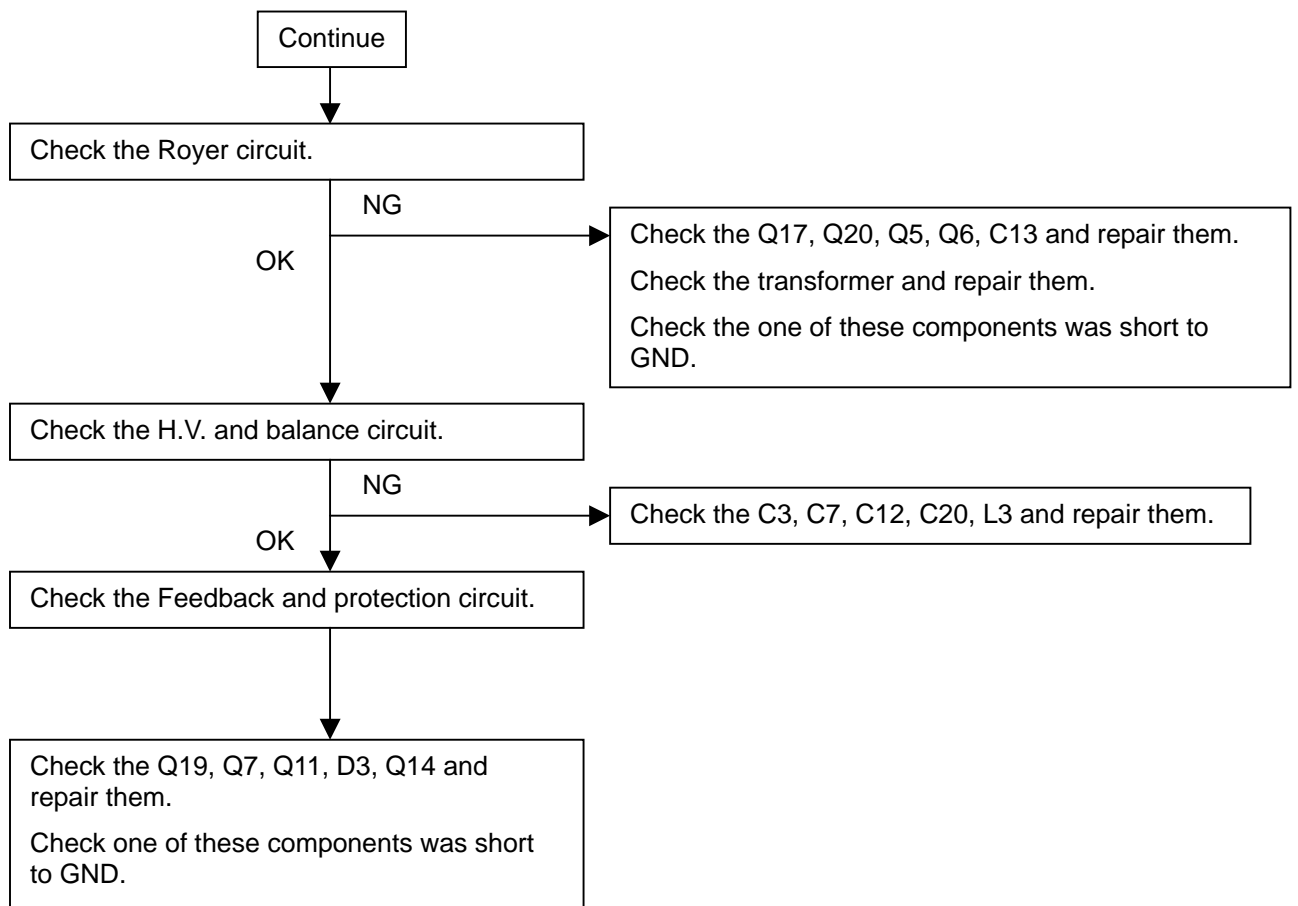 Continue
Check the Royer circuit.
NG
OK
Check the Q17, Q20, Q5, Q6, C13 and repair them.
Check the transformer and repair them.
Check the one of these components was short to
GND.
Check the H.V. and balance circuit.
NG
OK
Check the C3, C7, C12, C20, L3 and repair them.
Check the Feedback and protection circuit.
Check the Q19, Q7, Q11, D3, Q14 and
repair them.
Check one of these components was short
to GND.